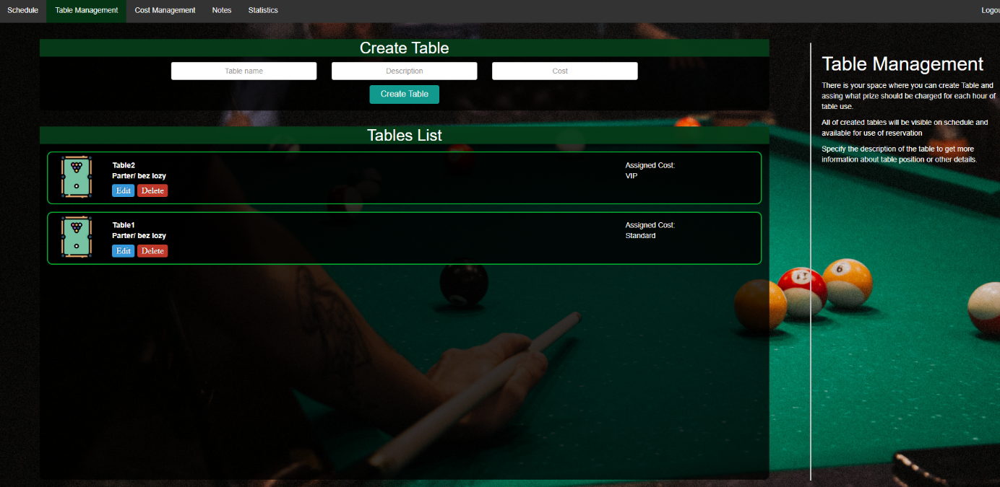 Schedule Table Management Cost Management Notes Statistics Logou
Create Table
Table name Description Cost
Create Table
Tables List
Table2
Parter/ bez lozy
Edit Delete
Assigned Cost:
VIP
Table1
Parter/ bez lozy
Edit Delete
Assigned Cost:
Standard
Table Management
There is your space where you can create Table and
assing what prize should be charged for each hour of
table use.
All of created tables will be visible on schedule and
available for use of reservation
Specify the description of the table to get more
information about table position or other details.
6